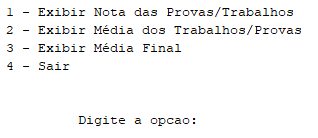 1 - Exibir Nota das Provas/Trabalhos
2 - Exibir Média dos Trabalhos/Provas
3 - Exibir Média Final
4 - Sair
Digite a opcao: